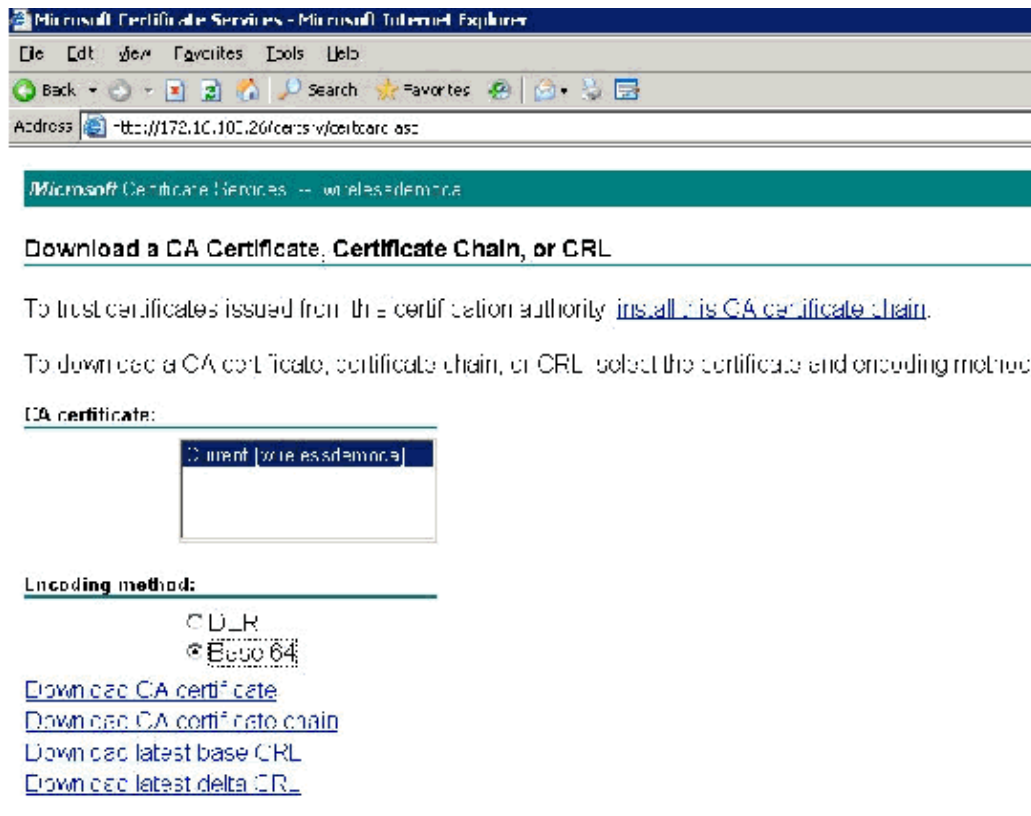 Microsoft Certificate Services - Microsoft Internet Explorer
File Edit View Favorites Tools Help
Back Search Favorites
Address http://172.16.100.26/certsrv/certcarc.asp
Microsoft Certificate Services -- wirelessdemoca
Download a CA Certificate, Certificate Chain, or CRL
To trust certificates issued from this certification authority, install this CA certificate chain.
To download a CA certificate, certificate chain, or CRL, select the certificate and encoding method
CA certificate:
Current [wirelessdemoca]
Encoding method:
DER
Base 64
Download CA certificate
Download CA certificate chain
Download latest base CRL
Download latest delta CRL